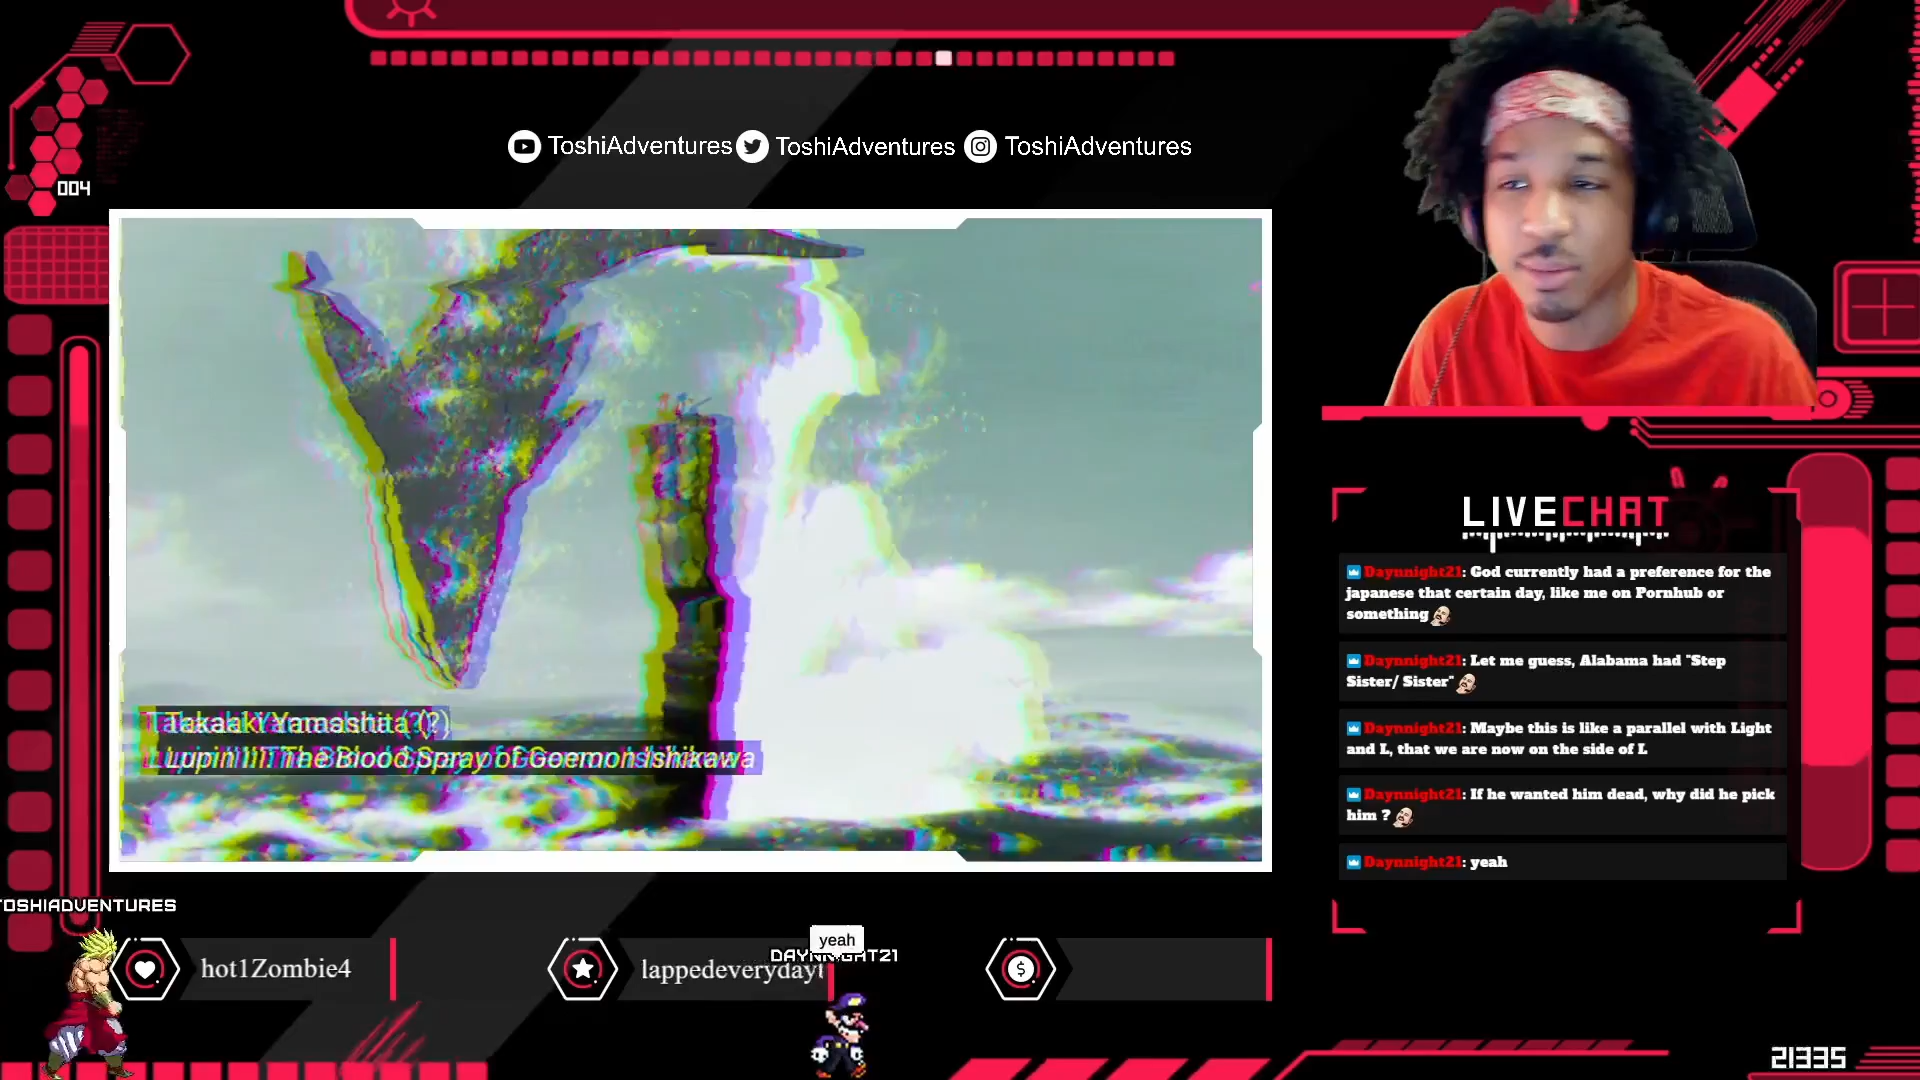 ToshiAdventures ToshiAdventures ToshiAdventures
004
Takaaki Yamashita (?)
Lupin III: The Blood Spray of Goemon Ishikawa
LIVECHAT
Daynnight21: God currently had a preference for the
japanese that certain day, like me on Pornhub or
something
Daynnight21: Let me guess, Alabama had "Step
Sister/ Sister"
Daynnight21: Maybe this is like a parallel with Light
and L, that we are now on the side of L
Daynnight21: If he wanted him dead, why did he pick
him ?
Daynnight21: yeah
TOSHIADVENTURES
yeah
DAYNNIGHT21
hot1Zombie4
lappedeverydayt
$
21335